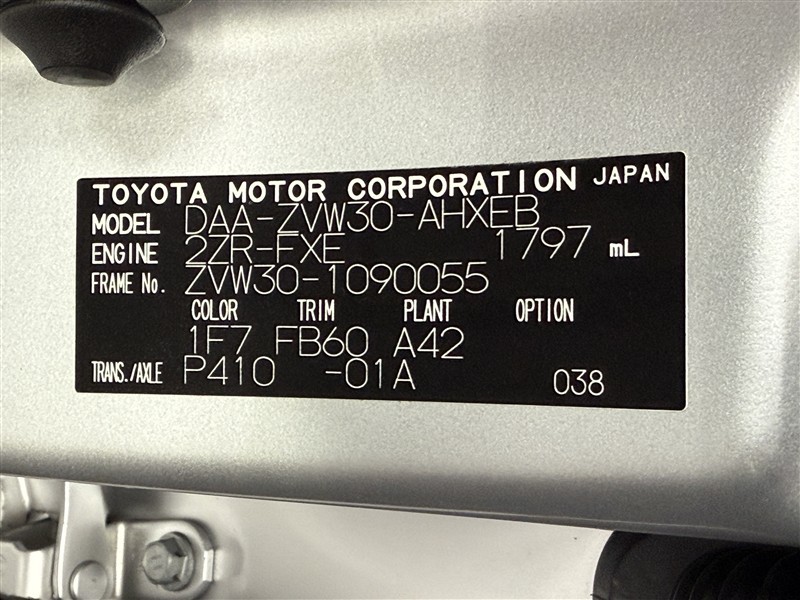 TOYOTA MOTOR CORPORATION JAPAN
MODEL DAA-ZVW30-AHXEB
ENGINE 2ZR-FXE 1797 mL
FRAME No. ZVW30-1090055
COLOR TRIM PLANT OPTION
1F7 FB60 A42
TRANS./AXLE P410 -01A 038